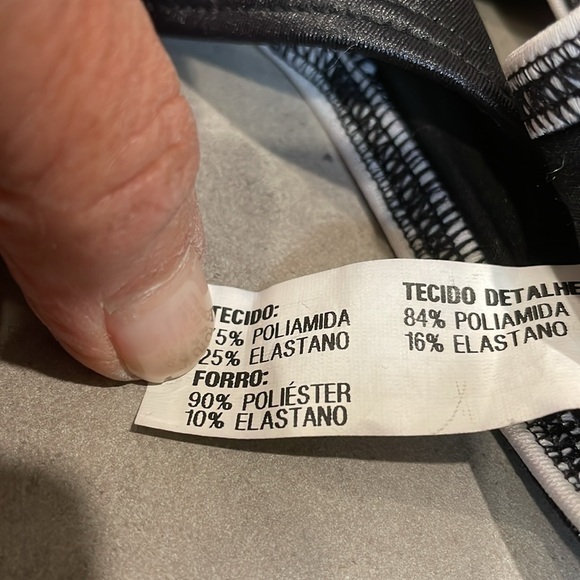 TECIDO:
75% POLIAMIDA
25% ELASTANO
FORRO:
90% POLIÉSTER
10% ELASTANO
TECIDO DETALHE
84% POLIAMIDA
16% ELASTANO